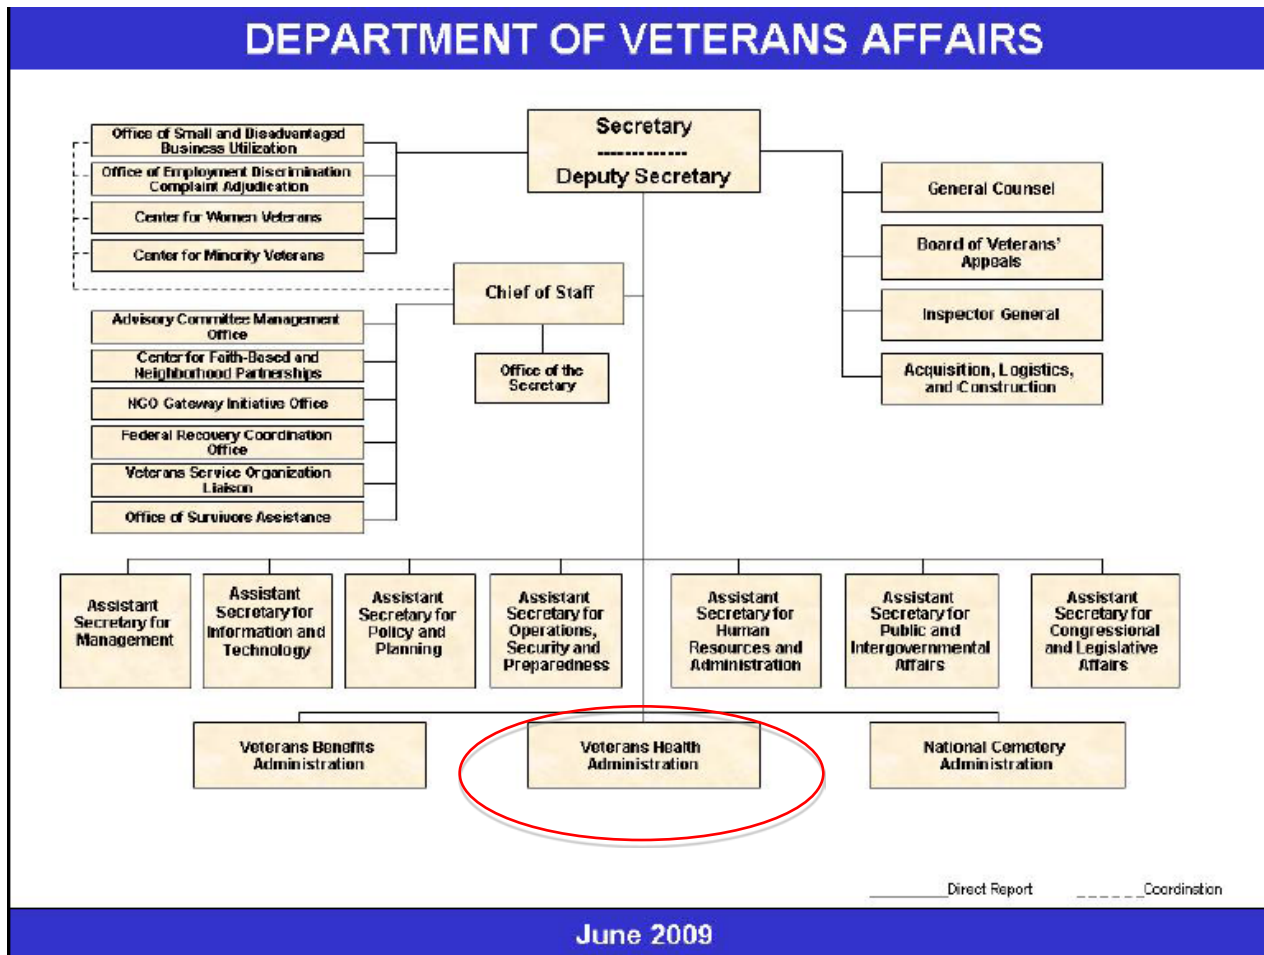 DEPARTMENT OF VETERANS AFFAIRS
Secretary
-------------
Deputy Secretary
Office of Small and Disadvantaged
Business Utilization
Office of Employment Discrimination
Complaint Adjudication
Center for Women Veterans
Center for Minority Veterans
General Counsel
Board of Veterans'
Appeals
Inspector General
Acquisition, Logistics,
and Construction
Chief of Staff
Office of the
Secretary
Advisory Committee Management
Office
Center for Faith-Based and
Neighborhood Partnerships
NGO Gateway Initiative Office
Federal Recovery Coordination
Office
Veterans Service Organization
Liaison
Office of Survivors Assistance
Assistant
Secretary for
Management
Assistant
Secretary for
Information and
Technology
Assistant
Secretary for
Policy and
Planning
Assistant
Secretary for
Operations,
Security and
Preparedness
Assistant
Secretary for
Human
Resources and
Administration
Assistant
Secretary for
Public and
Intergovernmental
Affairs
Assistant
Secretary for
Congressional
and Legislative
Affairs
Veterans Benefits
Administration
Veterans Health
Administration
National Cemetery
Administration
Direct Report
Coordination
June 2009